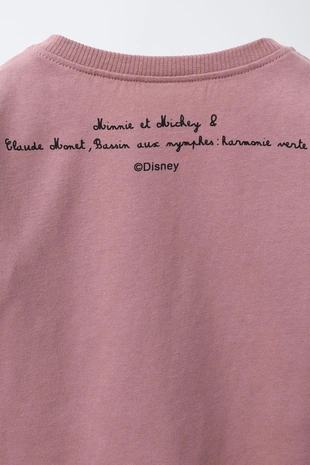 Minnie et Mickey &
Claude Monet, Bassin aux nymphes: harmonie verte
©Disney